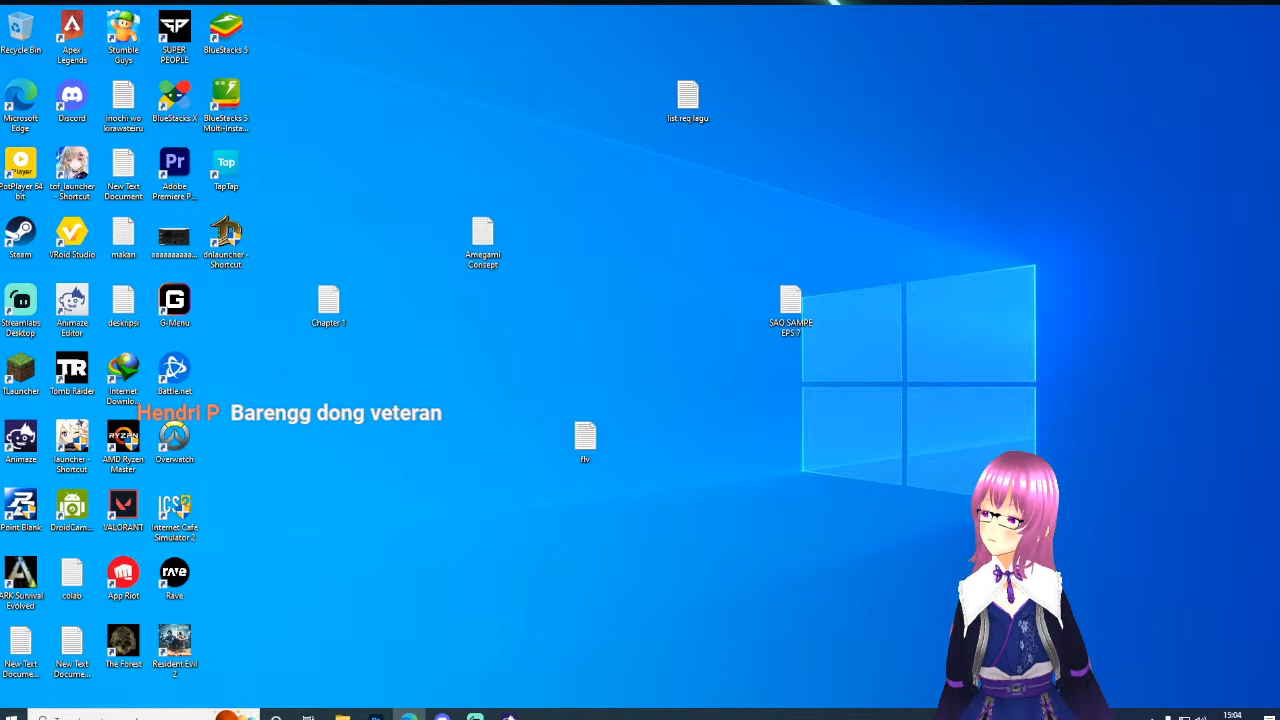 Recycle Bin
Apex
Legends
Stumble
Guys
SUPER
PEOPLE
BlueStacks 5
Microsoft
Edge
Discord
Inochi wo
kirawateiru
BlueStacks X
BlueStacks 5
Multi-Insta...
list req lagu
PotPlayer 64
bit
tof_launcher
- Shortcut
New Text
Document
Adobe
Premiere P...
TapTap
Steam
VRoid Studio
makan
aaaaaaaaaa...
dnlauncher -
Shortcut
Amegami
Consept
Streamlabs
Desktop
Animaze
Editor
deskripsi
G-Menu
Chapter 1
SAO SAMPE
EPS 7
TLauncher
Tomb Raider
Internet
Downlo...
Battle.net
Hendri P Barengg dong veteran
Animaze
launcher -
Shortcut
AMD Ryzen
Master
Overwatch
flv
Point Blank
DroidCam...
VALORANT
Internet Cafe
Simulator 2
ARK Survival
Evolved
colab
App Riot
Rave
New Text
Docume...
New Text
Docume...
The Forest
Resident Evil
2
15:04